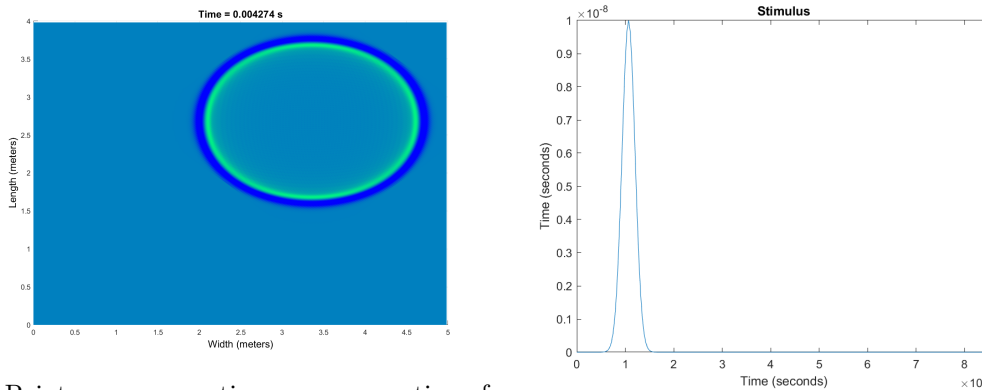 Time = 0.004274 s
4
3.5
3
2.5
2
1.5
1
0.5
0
Length (meters)
0 0.5 1 1.5 2 2.5 3 3.5 4 4.5 5
Width (meters)
Stimulus
×10⁻⁸
1
0.9
0.8
0.7
0.6
0.5
0.4
0.3
0.2
0.1
0
Time (seconds)
0 1 2 3 4 5 6 7 8
Time (seconds)
×10